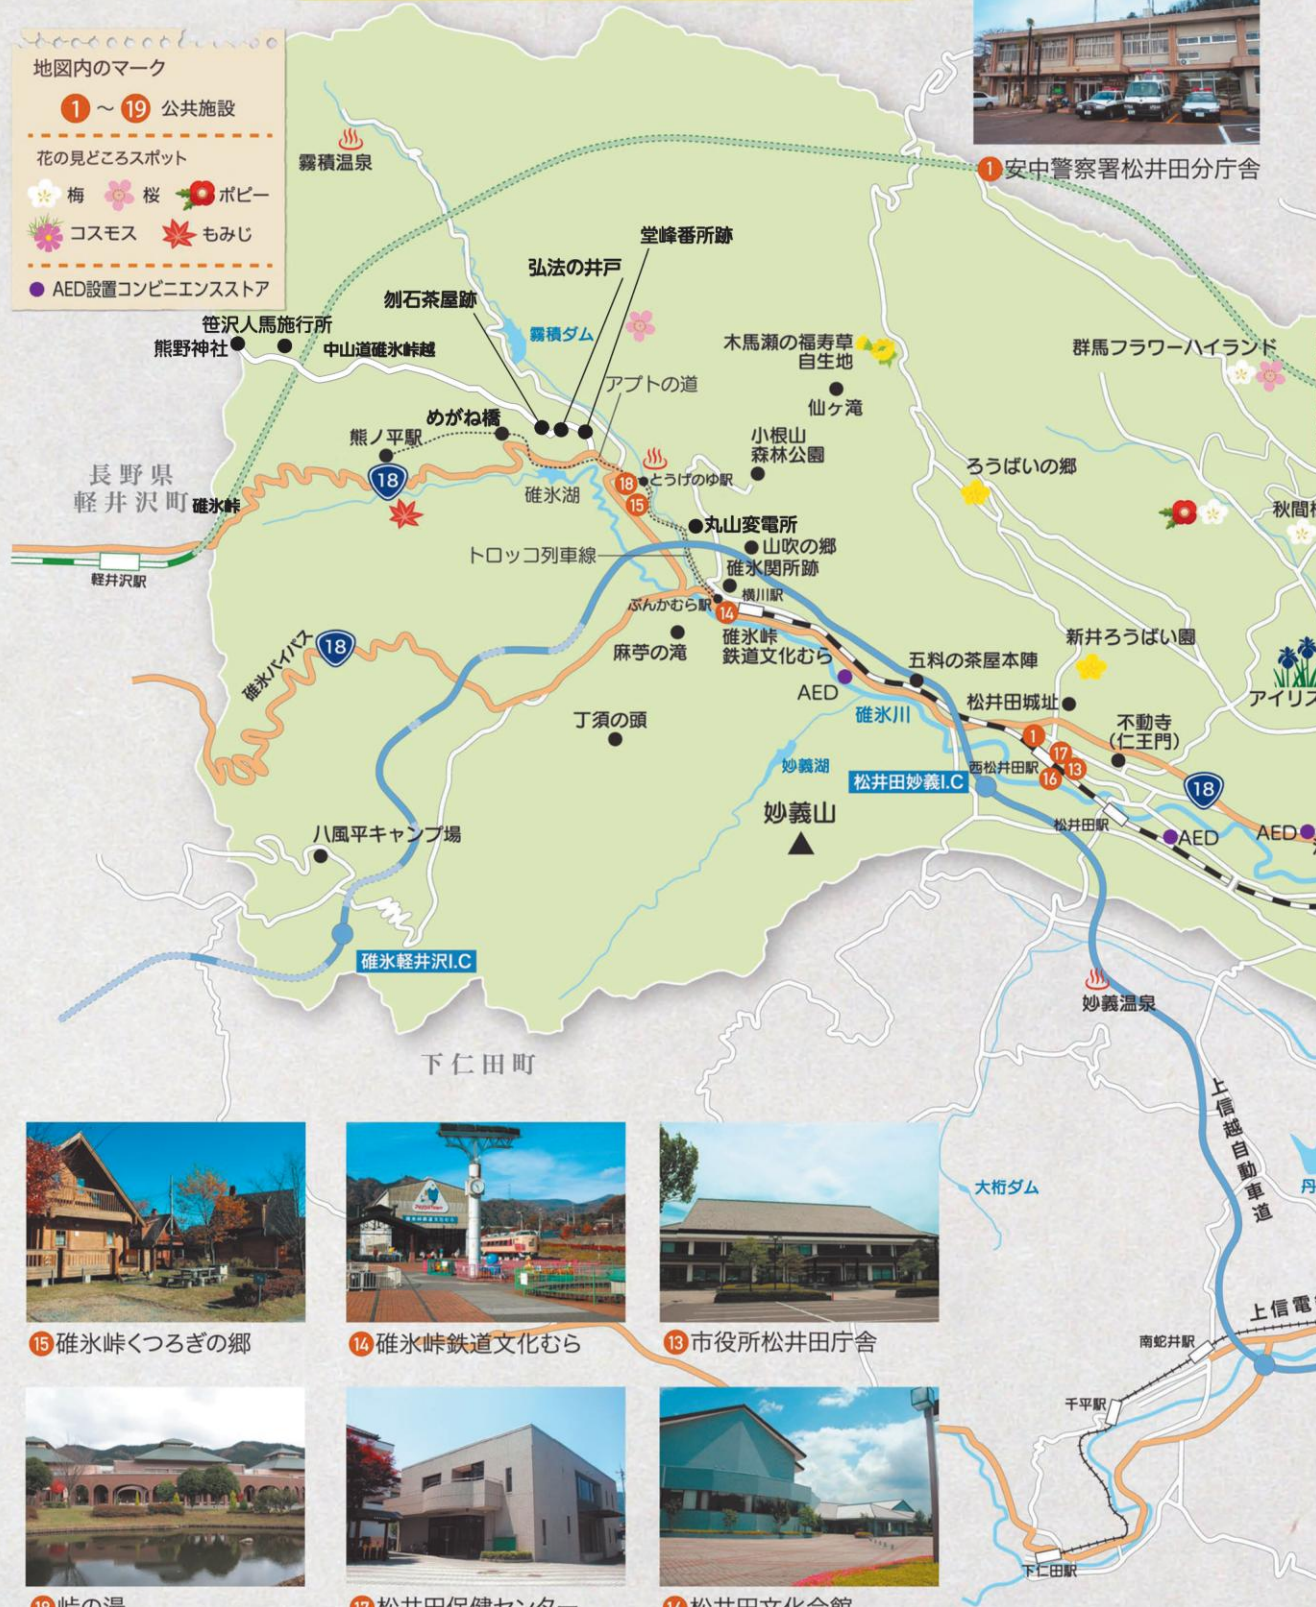 地図内のマーク
1 ～ 19 公共施設
花の見どころスポット
梅 桜 ポピー
コスモス もみじ
AED設置コンビニエンスストア
1 安中警察署松井田分庁舎
霧積温泉
堂峰番所跡
弘法の井戸
刎石茶屋跡
笹沢人馬施行所
熊野神社
中山道碓氷峠越
霧積ダム
木馬瀬の福寿草
自生地
群馬フラワーハイランド
アプトの道
仙ヶ滝
めがね橋
熊ノ平駅
小根山
森林公園
長野県
軽井沢町
碓氷峠
18
碓氷湖
18
とうげのゆ駅
15
ろうばいの郷
丸山変電所
山吹の郷
トロッコ列車線
碓氷関所跡
軽井沢駅
ぶんかむら駅
横川駅
14
碓氷峠
鉄道文化むら
麻苧の滝
新井ろうばい園
碓氷バイパス
18
五料の茶屋本陣
AED
碓氷川
松井田城址
不動寺
(仁王門)
丁須の頭
1
17
13
16
西松井田駅
妙義湖
松井田妙義I.C
18
妙義山
松井田駅
AED
AED
八風平キャンプ場
碓氷軽井沢I.C
妙義温泉
下仁田町
上信越自動車道
大桁ダム
南蛇井駅
千平駅
下仁田駅
15 碓氷峠くつろぎの郷
14 碓氷峠鉄道文化むら
13 市役所松井田庁舎